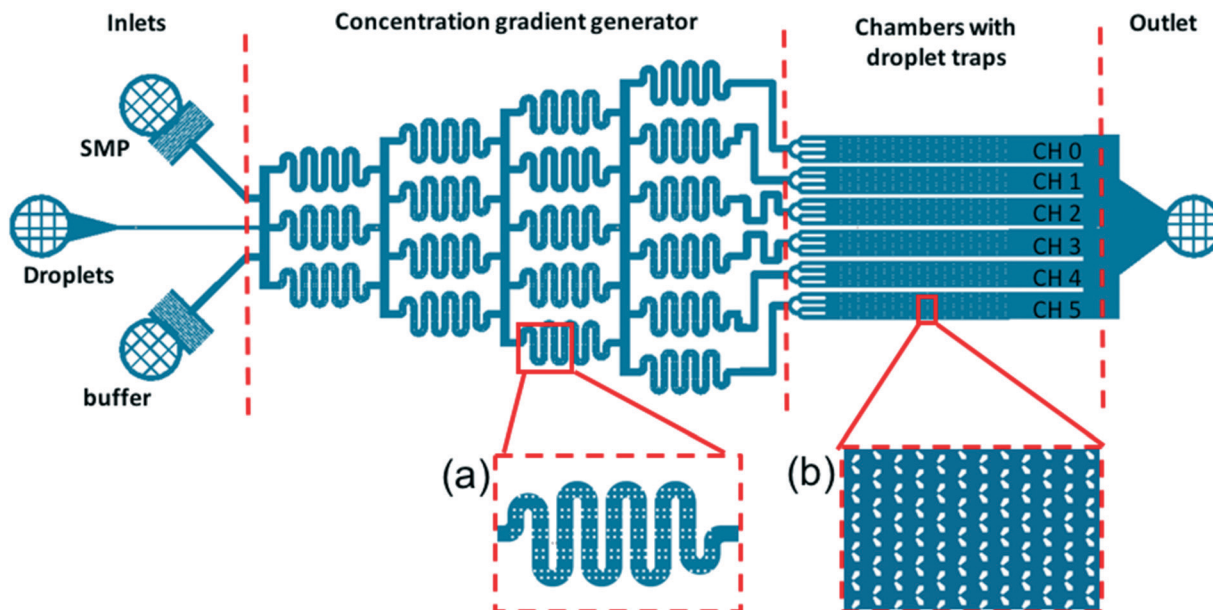 Inlets
Concentration gradient generator
Chambers with
droplet traps
Outlet
SMP
Droplets
buffer
CH 0
CH 1
CH 2
CH 3
CH 4
CH 5
(a)
(b)